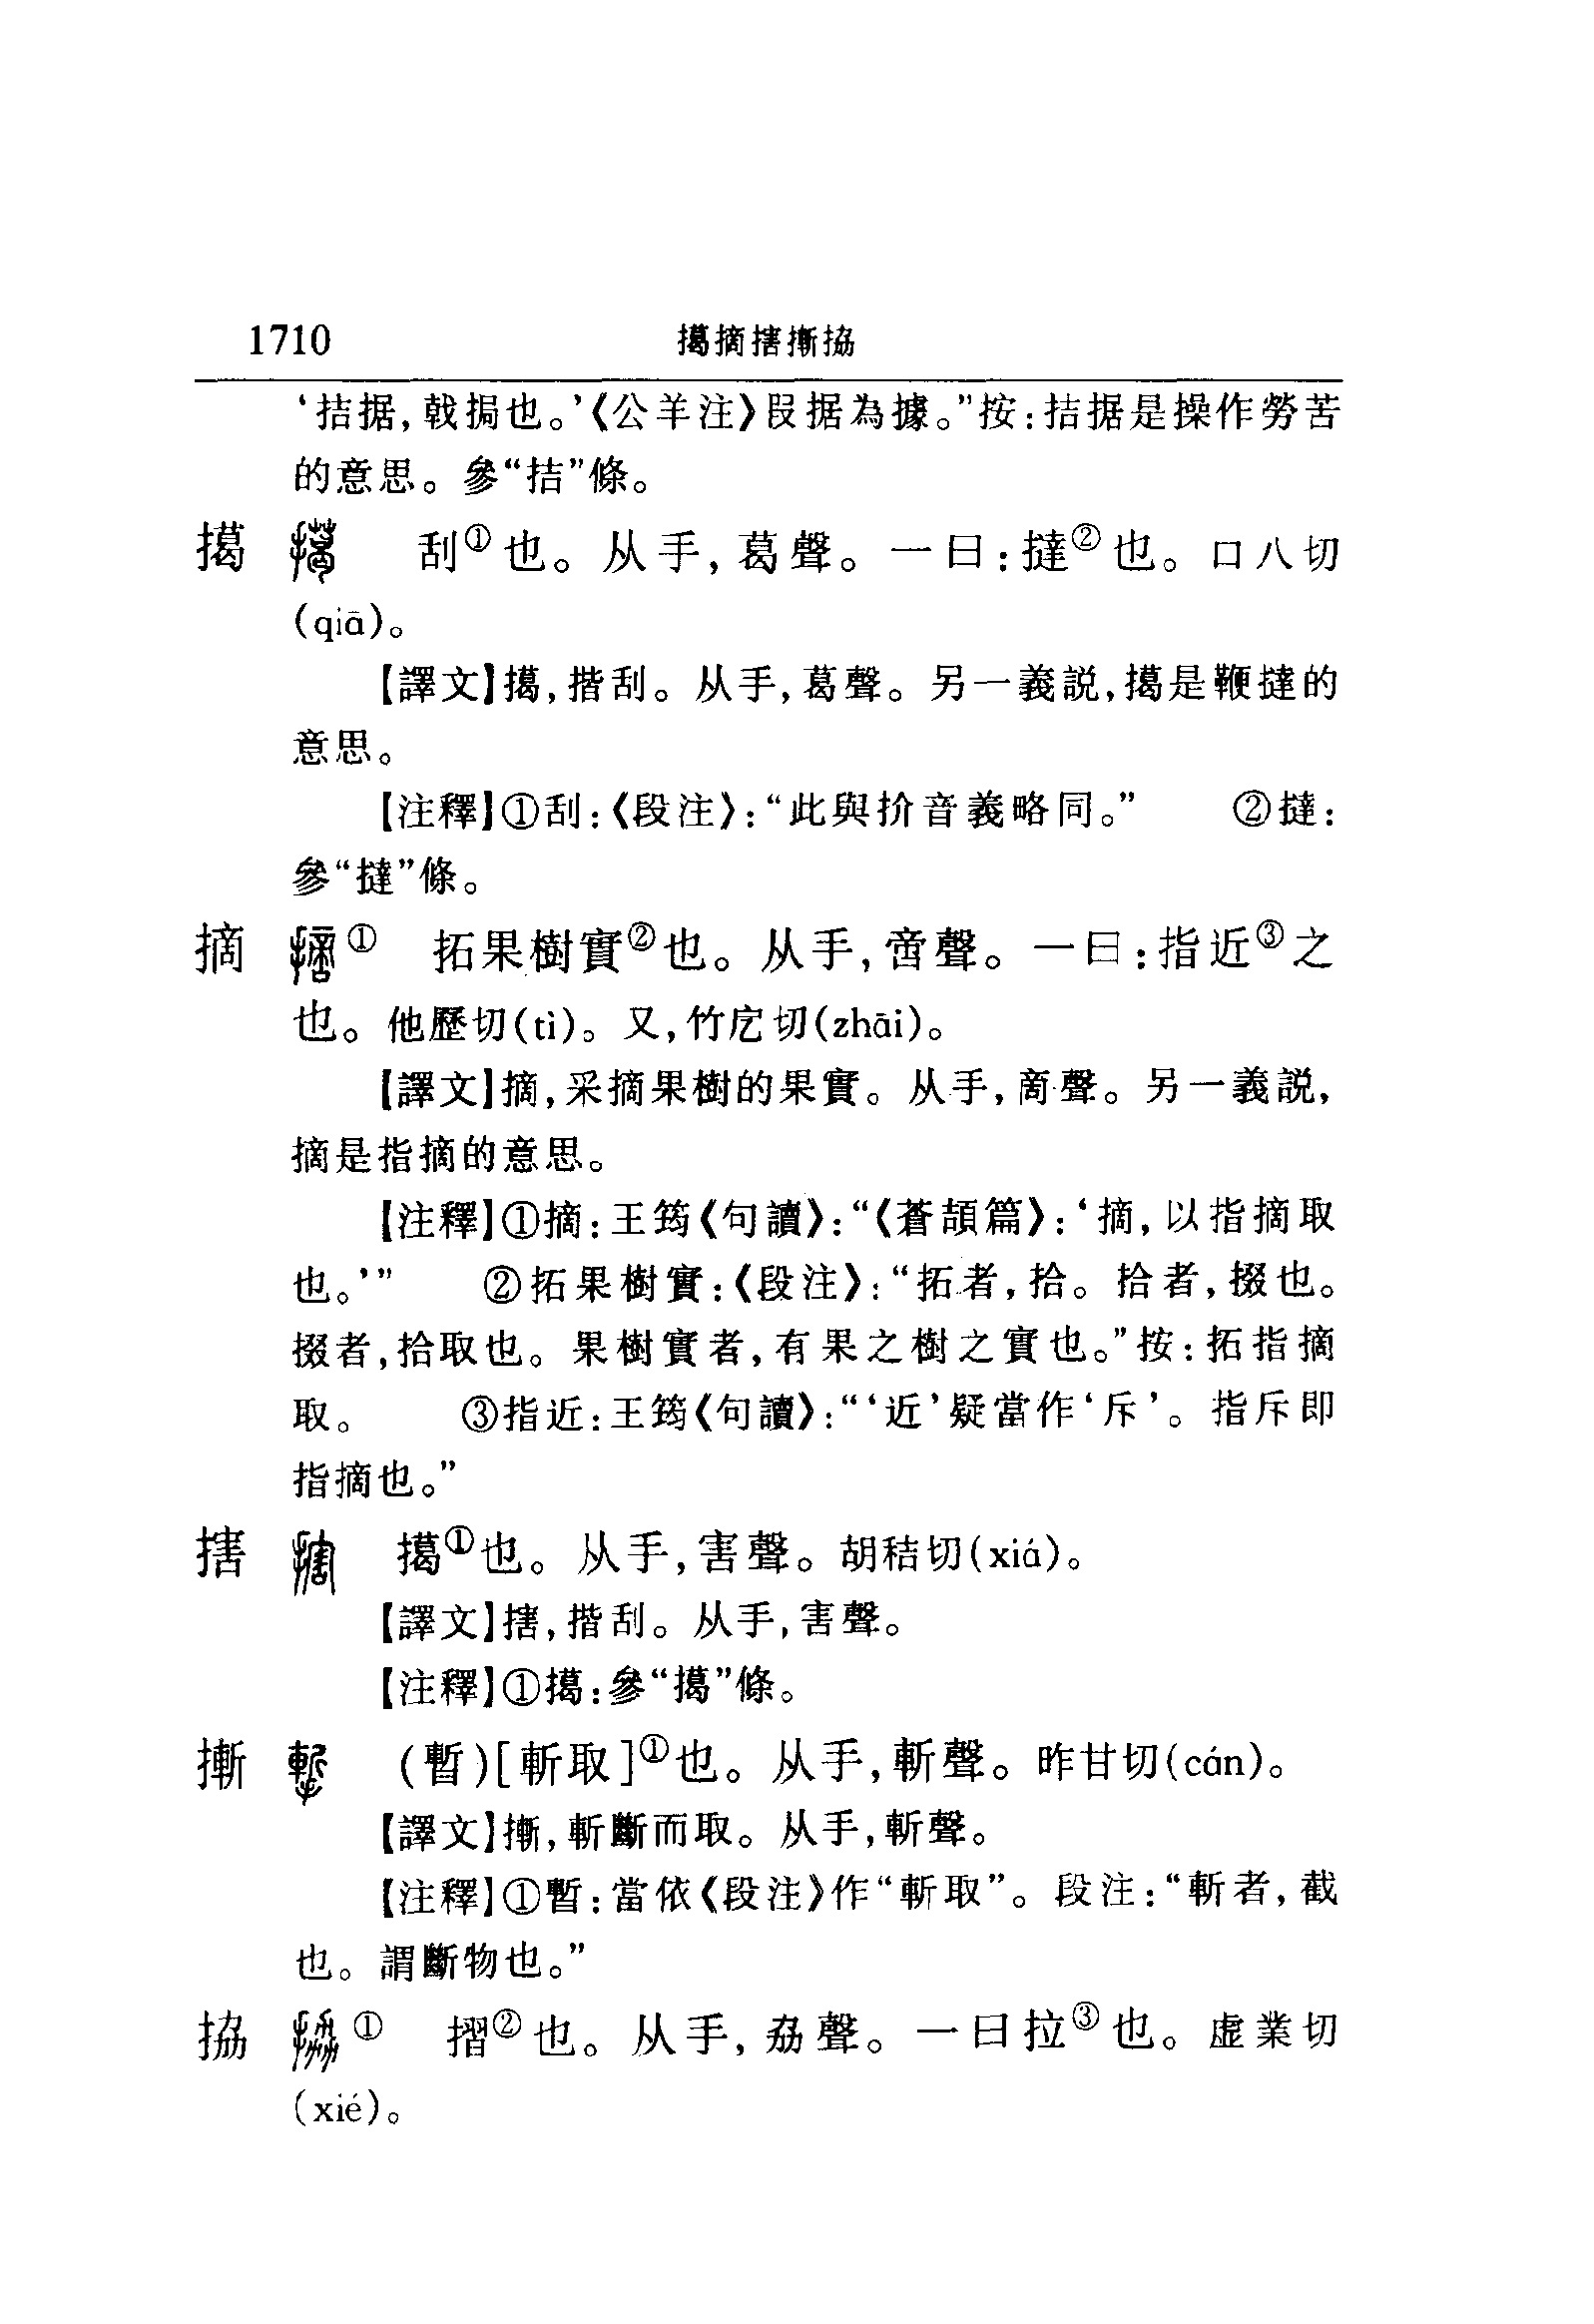 1710 擖摘搳摲拹
‘拮据,戟挶也。’《公羊注》叚据為據。”按:拮据是操作勞苦
的意思。參“拮”條。
擖 刮①也。从手,葛聲。一曰:撻②也。口八切
(qiā)。
【譯文】擖,揩刮。从手,葛聲。另一義説,擖是鞭撻的
意思。
【注釋】①刮:《段注》:“此與扴音義略同。” ②撻:
參“撻”條。
摘 ① 拓果樹實②也。从手,啻聲。一曰:指近③之
也。他歷切(tì)。又,竹戹切(zhāi)。
【譯文】摘,采摘果樹的果實。从手,啇聲。另一義説,
摘是指摘的意思。
【注釋】①摘:王筠《句讀》:“《蒼頡篇》:‘摘,以指摘取
也。’” ②拓果樹實:《段注》:“拓者,拾。拾者,掇也。
掇者,拾取也。果樹實者,有果之樹之實也。”按:拓指摘
取。 ③指近:王筠《句讀》:“‘近’疑當作‘斥’。指斥即
指摘也。”
搳 擖①也。从手,害聲。胡秸切(xiá)。
【譯文】搳,揩刮。从手,害聲。
【注釋】①擖:參“擖”條。
摲 (暫)[斬取]①也。从手,斬聲。昨甘切(cán)。
【譯文】摲,斬斷而取。从手,斬聲。
【注釋】①暫:當依《段注》作“斬取”。段注:“斬者,截
也。謂斷物也。”
拹 ① 摺②也。从手,劦聲。一曰拉③也。虚業切
(xié)。